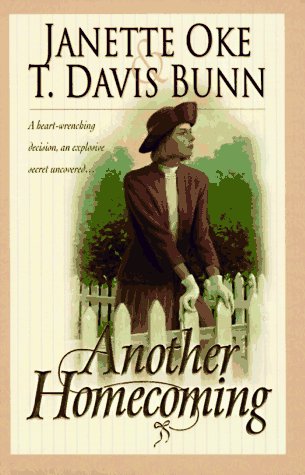 JANETTE OKE
&
T. DAVIS BUNN
A heart-wrenching
decision, an explosive
secret uncovered...
Another
Homecoming